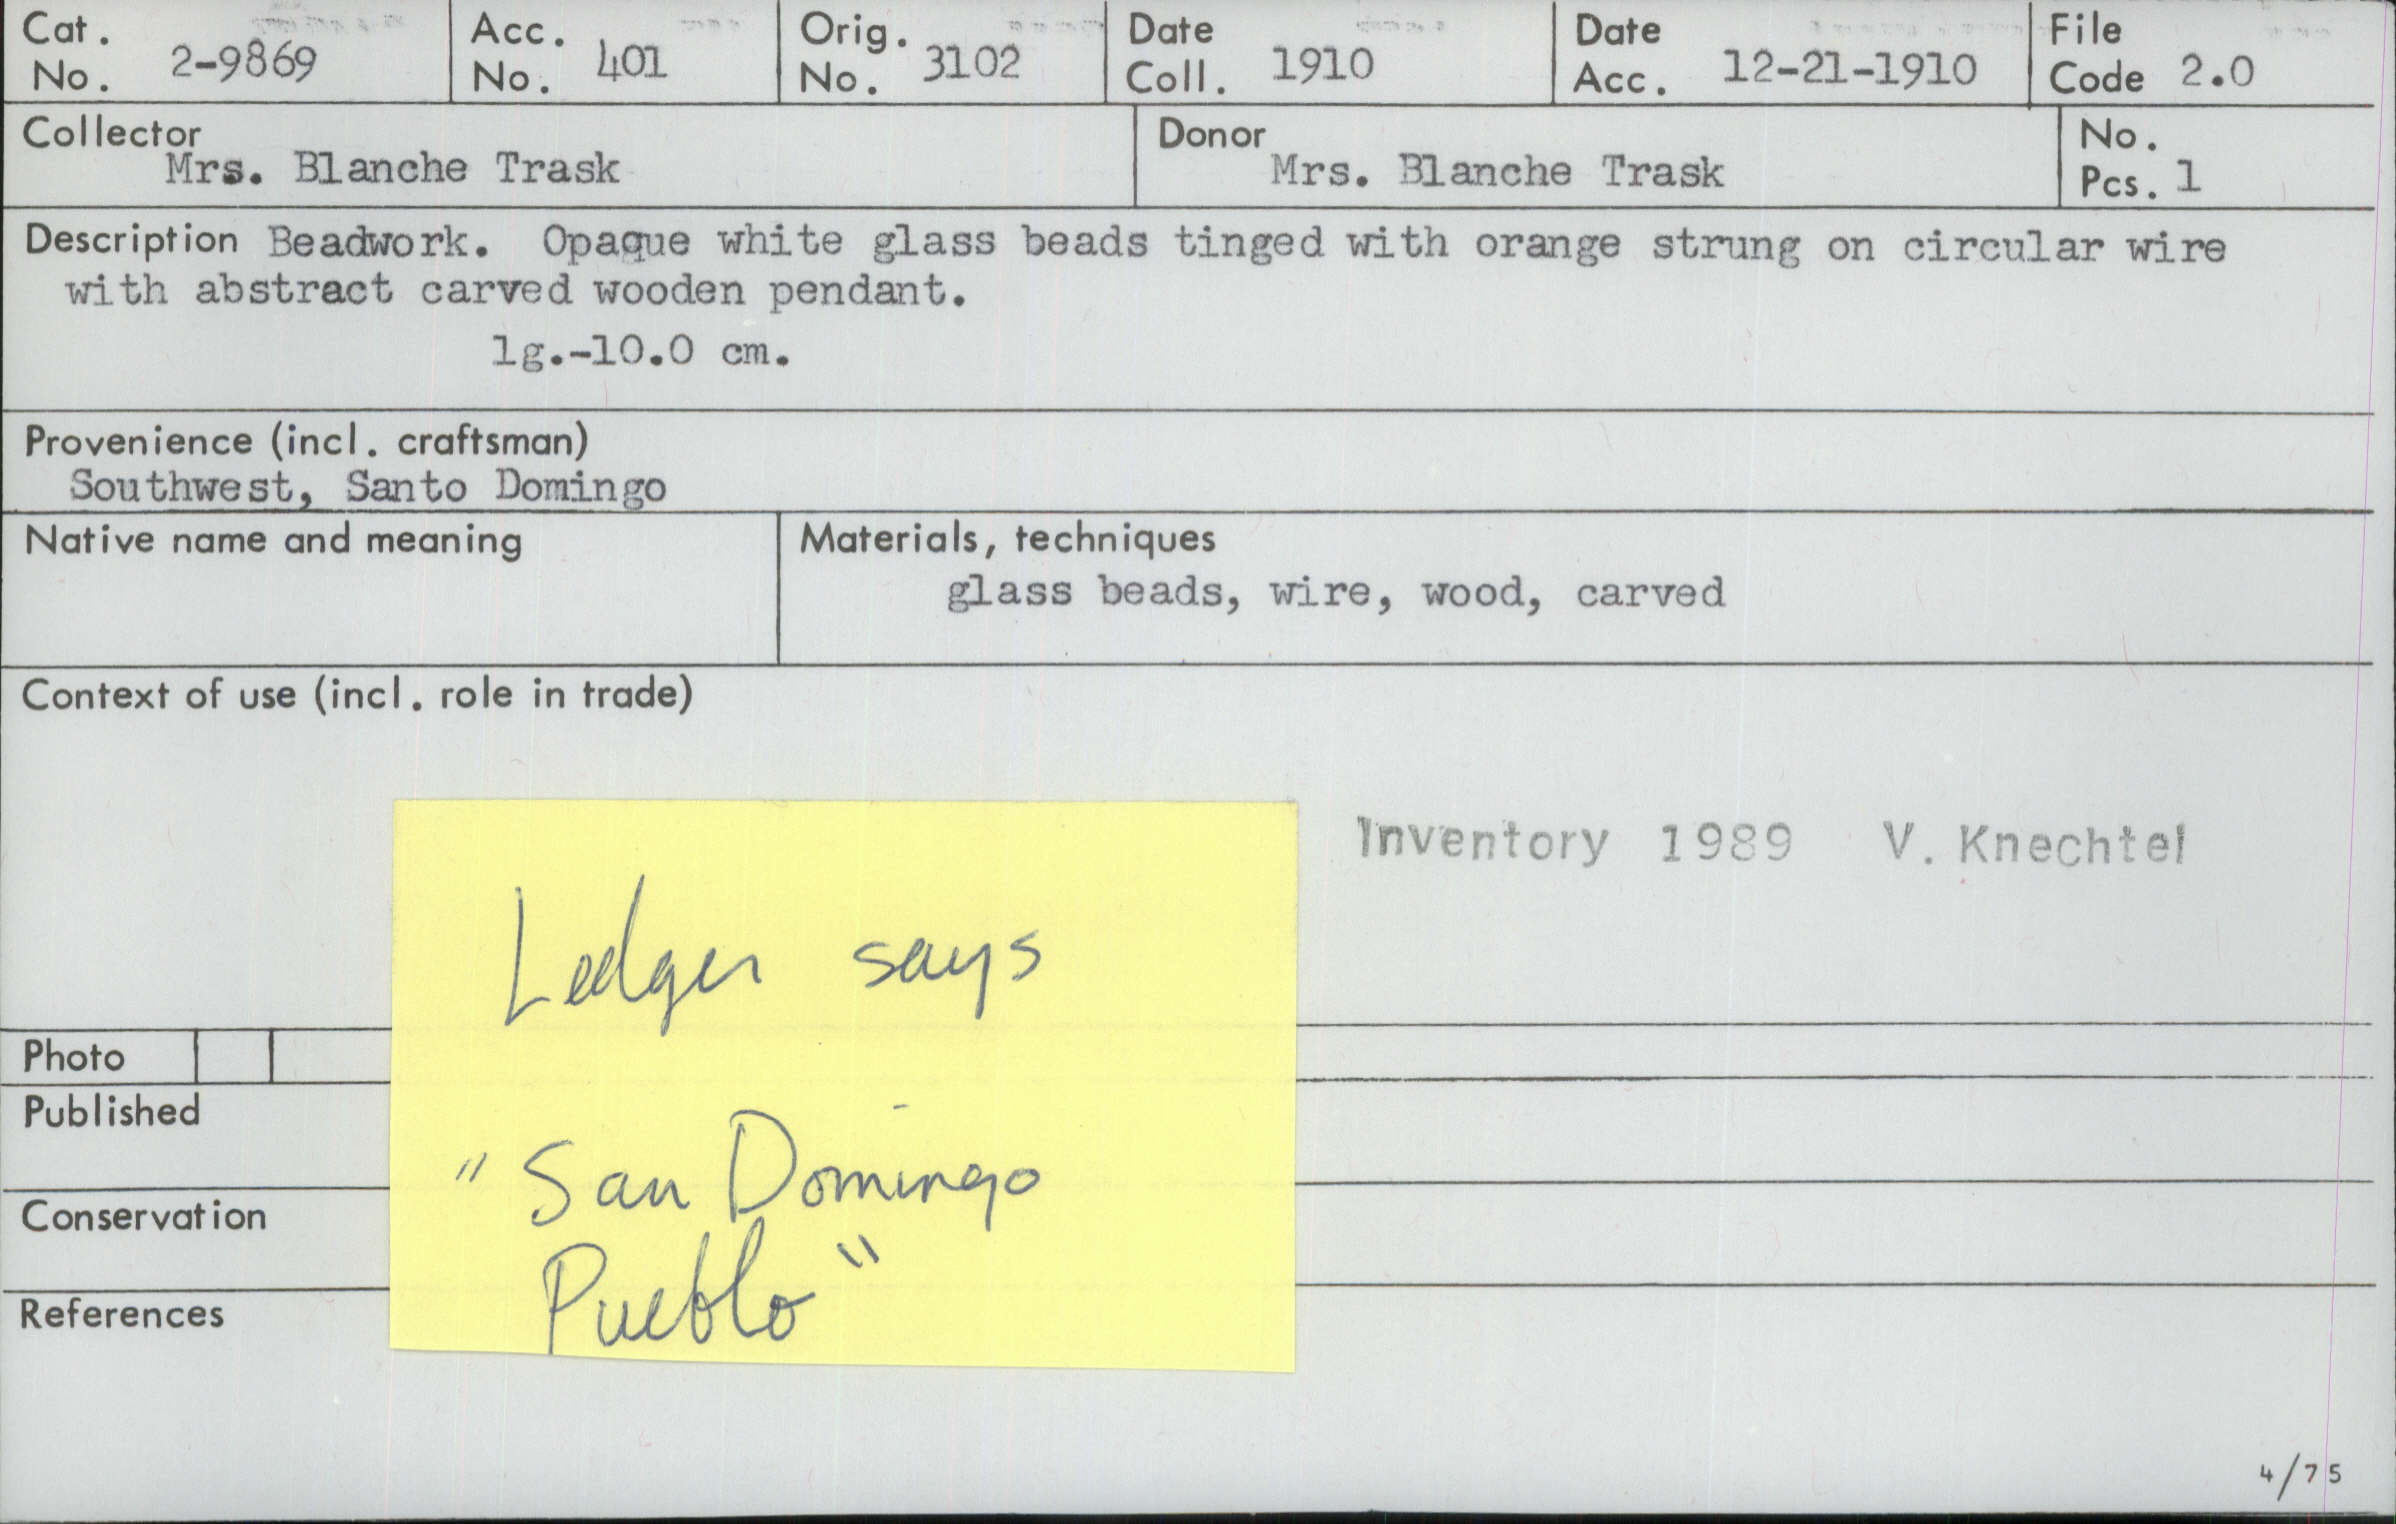 Cat. No. 2-9869
Acc. No. 401
Orig. No. 3102
Date Coll. 1910
Date Acc. 12-21-1910
File Code 2.0
Collector
Mrs. Blanche Trask
Donor
Mrs. Blanche Trask
No. Pcs. 1
Description Beadwork. Opaque white glass beads tinged with orange strung on circular wire
with abstract carved wooden pendant.
lg.-10.0 cm.
Provenience (incl. craftsman)
Southwest, Santo Domingo
Native name and meaning
Materials, techniques
glass beads, wire, wood, carved
Context of use (incl. role in trade)
Inventory 1989 V. Knechtel
Ledger says
"San Domingo
Pueblo"
Photo
Published
Conservation
References
4/75